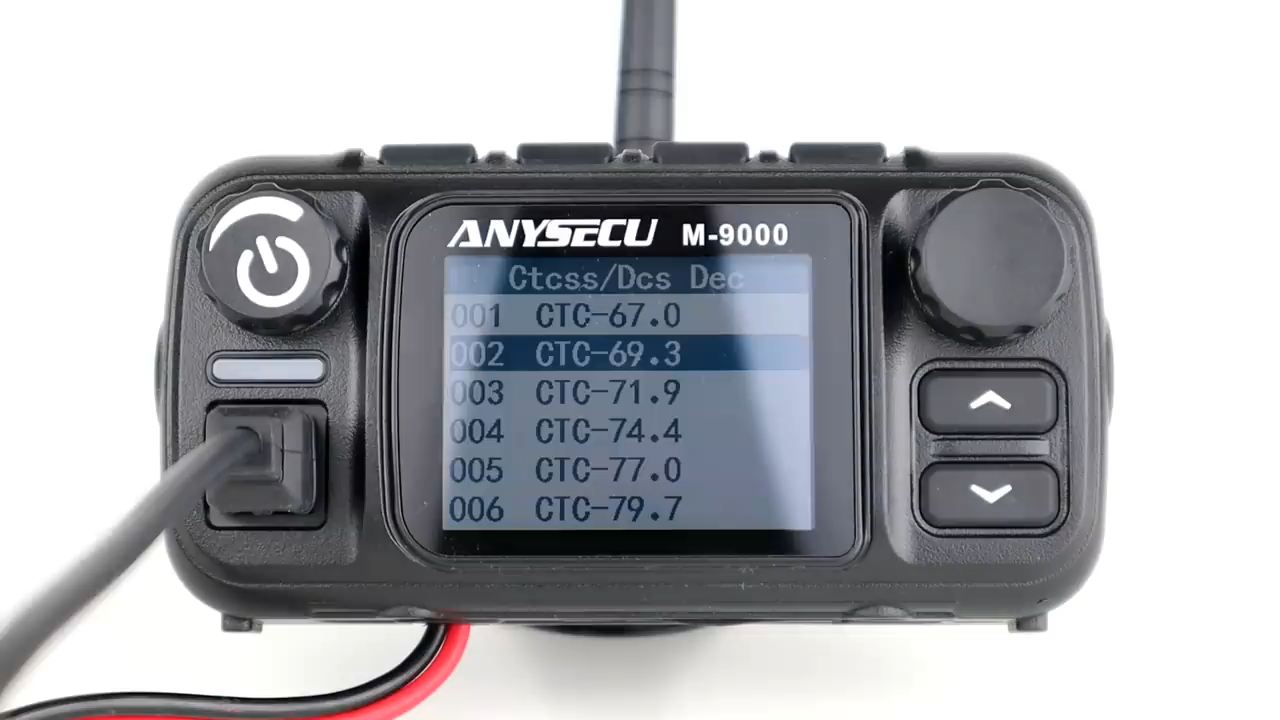 ANYSECU M-9000
Ctcss/Dcs Dec
001 CTC-67.0
002 CTC-69.3
003 CTC-71.9
004 CTC-74.4
005 CTC-77.0
006 CTC-79.7